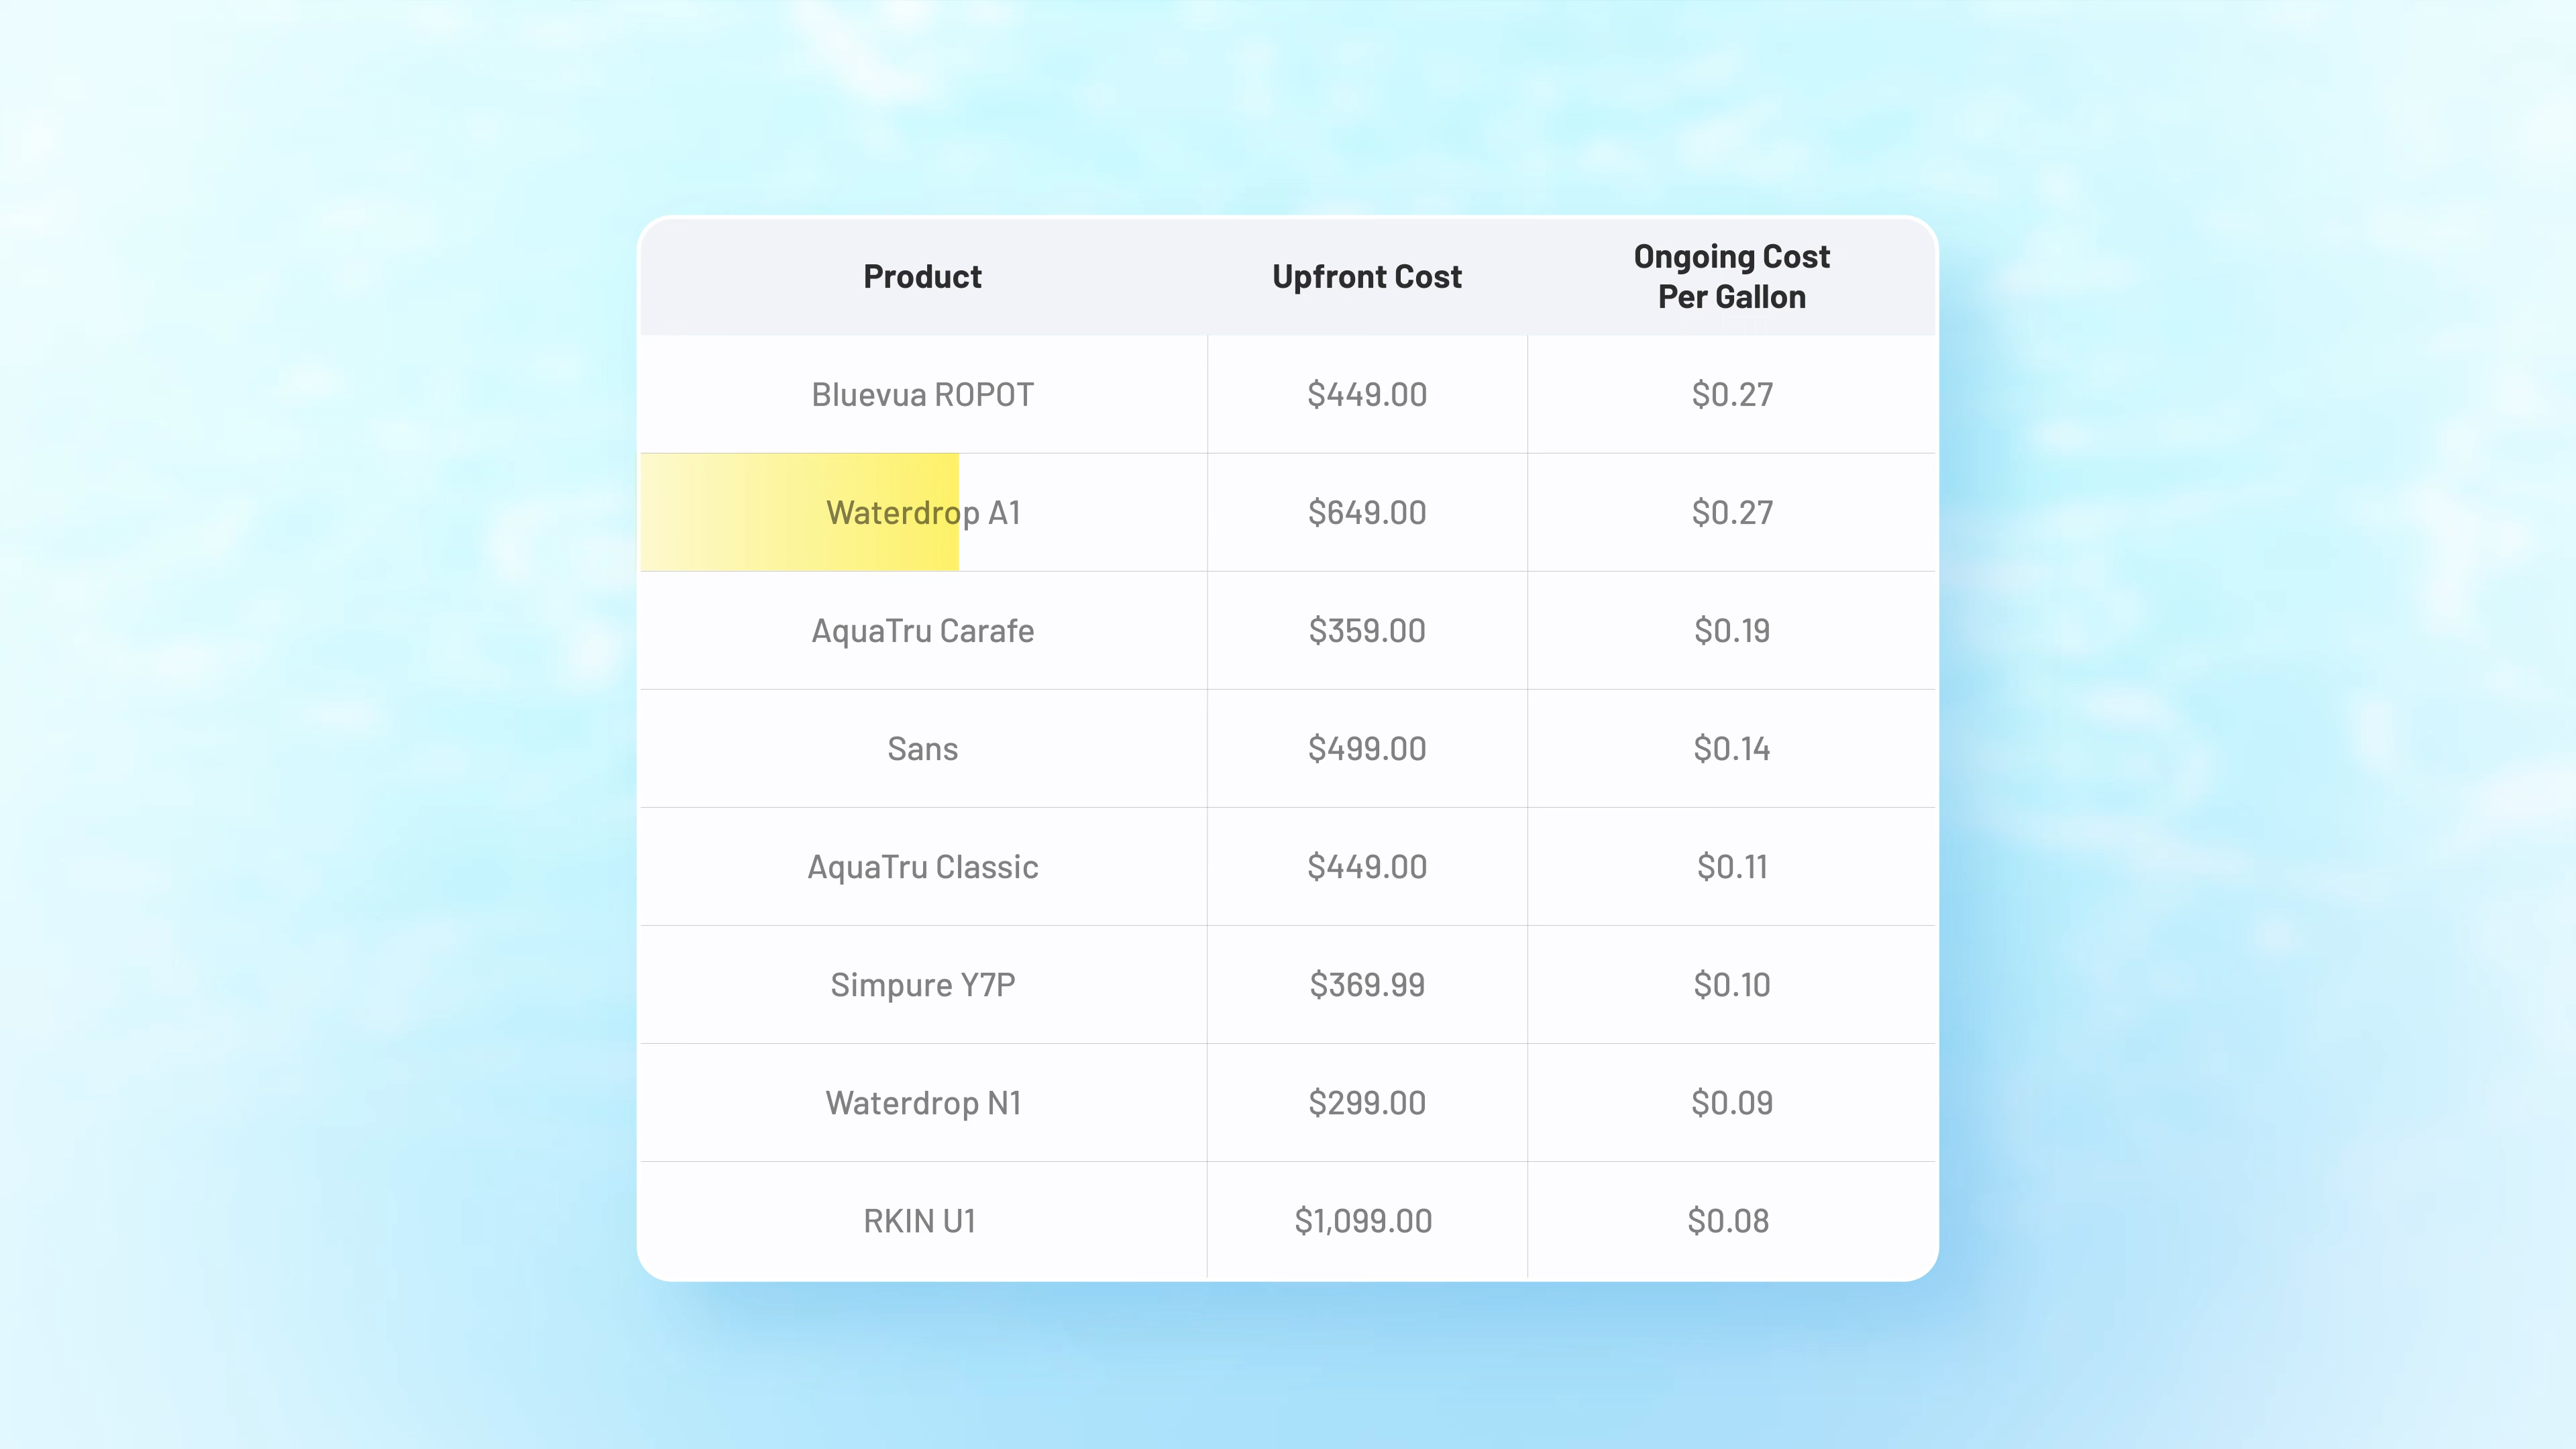 Product Upfront Cost Ongoing Cost
Per Gallon
Bluevua ROPOT $449.00 $0.27
Waterdrop A1 $649.00 $0.27
AquaTru Carafe $359.00 $0.19
Sans $499.00 $0.14
AquaTru Classic $449.00 $0.11
Simpure Y7P $369.99 $0.10
Waterdrop N1 $299.00 $0.09
RKIN U1 $1,099.00 $0.08